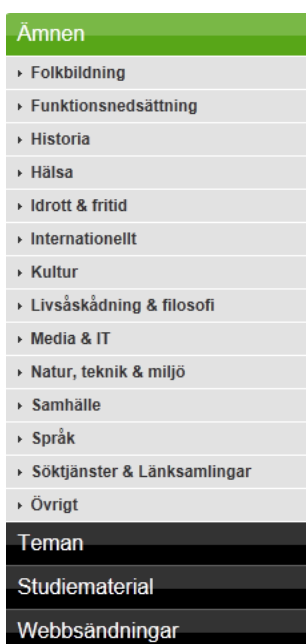 Ämnen
Folkbildning
Funktionsnedsättning
Historia
Hälsa
Idrott & fritid
Internationellt
Kultur
Livsåskådning & filosofi
Media & IT
Natur, teknik & miljö
Samhälle
Språk
Söktjänster & Länksamlingar
Övrigt
Teman
Studiematerial
Webbsändningar